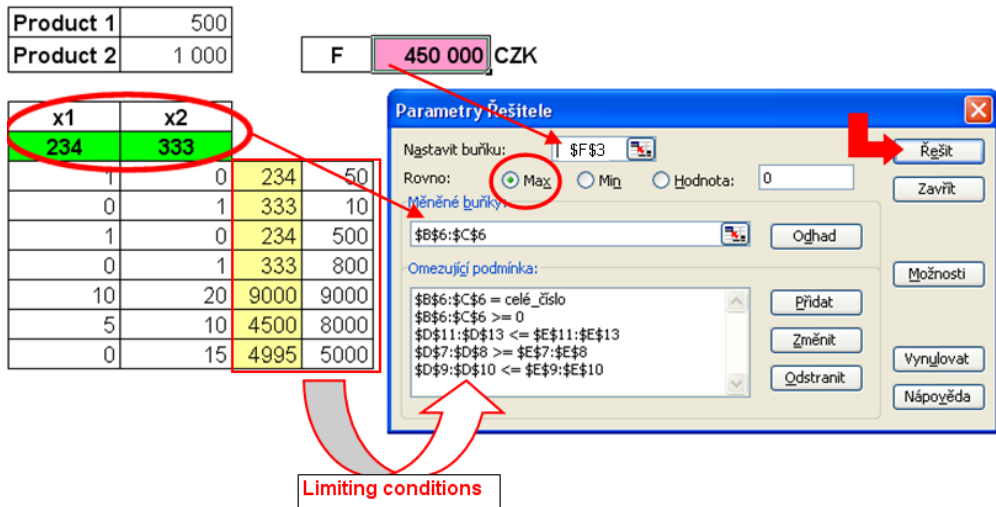 Product 1 500
Product 2 1 000
F 450 000 CZK
x1 x2
234 333
1 0 234 50
0 1 333 10
1 0 234 500
0 1 333 800
10 20 9000 9000
5 10 4500 8000
0 15 4995 5000
Parametry Řešitele
Nastavit buňku: $F$3
Rovno: Max Min Hodnota: 0
Měněné buňky:
$B$6:$C$6
Odhad
Omezující podmínka:
$B$6:$C$6 = celé_číslo
$B$6:$C$6 >= 0
$D$11:$D$13 <= $E$11:$E$13
$D$7:$D$8 >= $E$7:$E$8
$D$9:$D$10 <= $E$9:$E$10
Přidat
Změnit
Odstranit
Řešit
Zavřít
Možnosti
Vynulovat
Nápověda
Limiting conditions